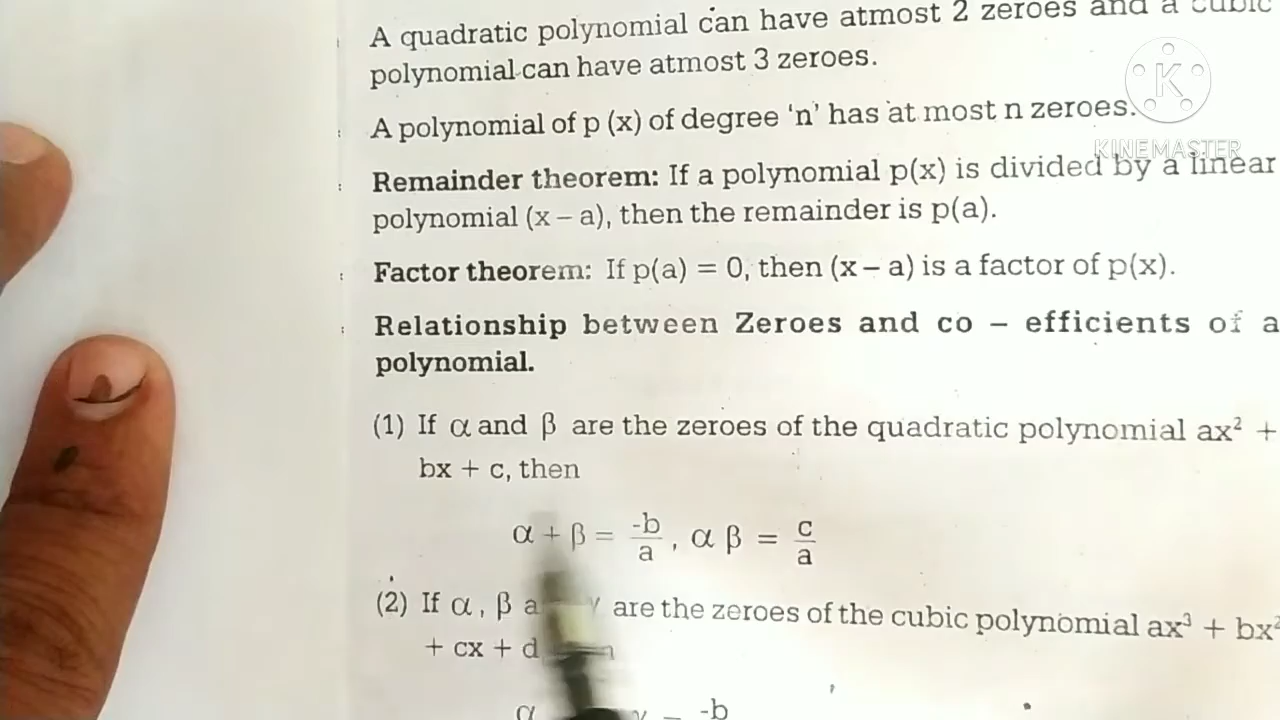 A quadratic polynomial can have atmost 2 zeroes and a cubic
polynomial can have atmost 3 zeroes.
A polynomial of p (x) of degree 'n' has at most n zeroes.
K
KINEMASTER
Remainder theorem: If a polynomial p(x) is divided by a linear
polynomial (x – a), then the remainder is p(a).
Factor theorem: If p(a) = 0, then (x – a) is a factor of p(x).
Relationship between Zeroes and co – efficients of a
polynomial.
(1) If α and β are the zeroes of the quadratic polynomial ax² +
bx + c, then
α + β = -b/a , α β = c/a
(2) If α , β are the zeroes of the cubic polynomial ax³ + bx²
+ cx + d
α = -b